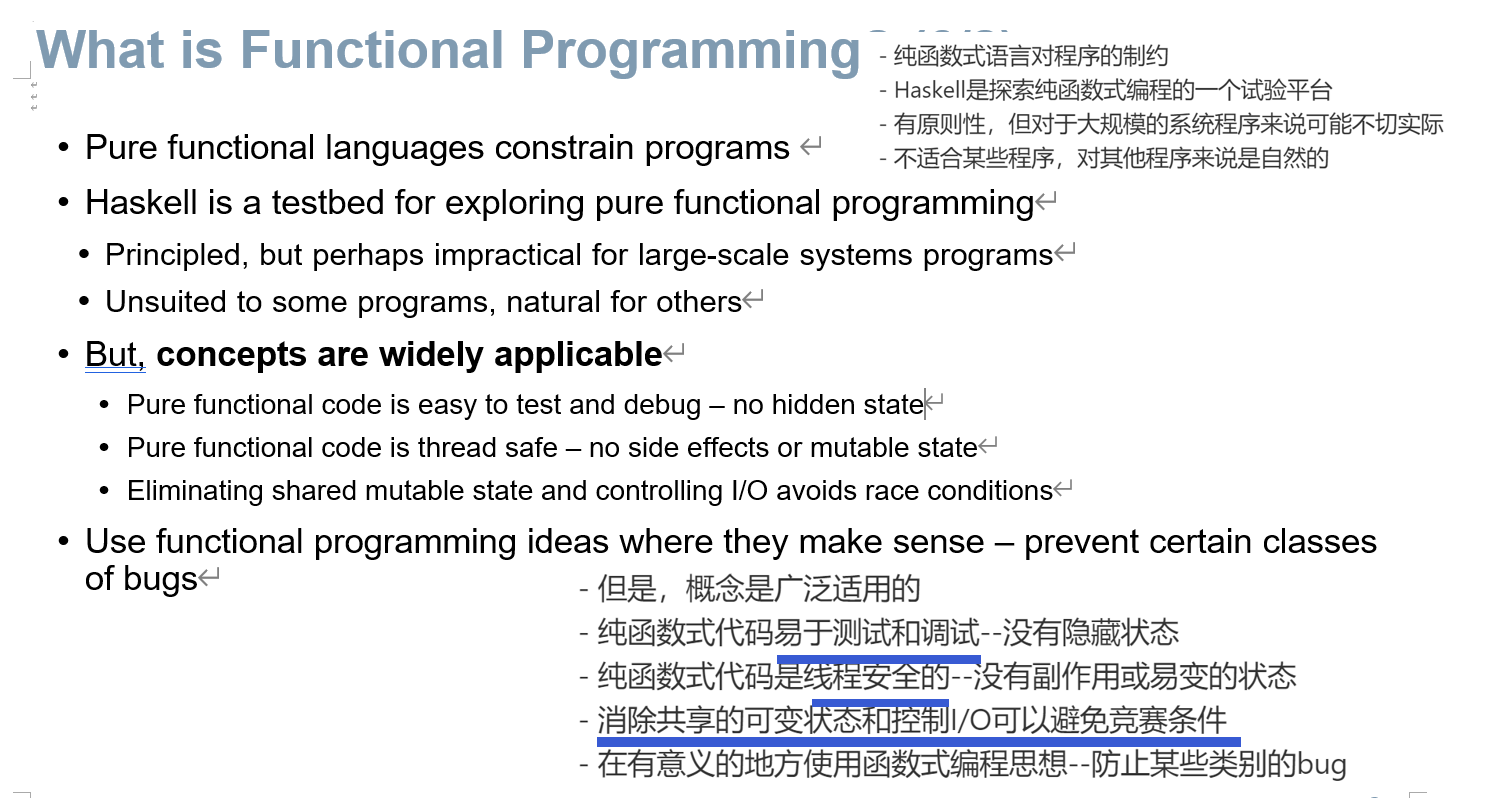 What is Functional Programming
- 纯函数式语言对程序的制约
- Haskell是探索纯函数式编程的一个试验平台
- 有原则性，但对于大规模的系统程序来说可能不切实际
- 不适合某些程序，对其他程序来说是自然的
• Pure functional languages constrain programs
• Haskell is a testbed for exploring pure functional programming
• Principled, but perhaps impractical for large-scale systems programs
• Unsuited to some programs, natural for others
• But, concepts are widely applicable
• Pure functional code is easy to test and debug – no hidden state
• Pure functional code is thread safe – no side effects or mutable state
• Eliminating shared mutable state and controlling I/O avoids race conditions
• Use functional programming ideas where they make sense – prevent certain classes
of bugs
- 但是，概念是广泛适用的
- 纯函数式代码易于测试和调试--没有隐藏状态
- 纯函数式代码是线程安全的--没有副作用或易变的状态
- 消除共享的可变状态和控制I/O可以避免竞赛条件
- 在有意义的地方使用函数式编程思想--防止某些类别的bug